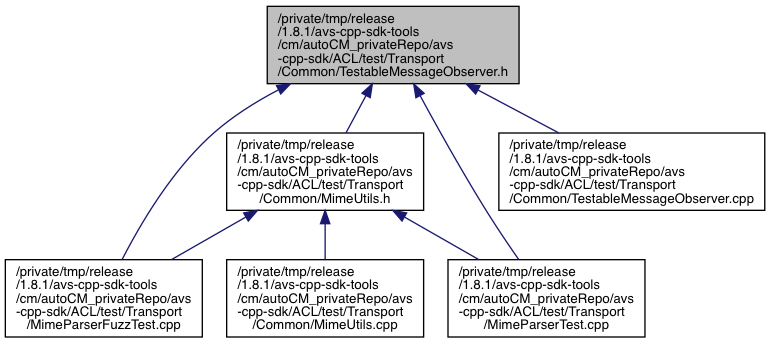 /private/tmp/release
/1.8.1/avs-cpp-sdk-tools
/cm/autoCM_privateRepo/avs
-cpp-sdk/ACL/test/Transport
/Common/TestableMessageObserver.h
/private/tmp/release
/1.8.1/avs-cpp-sdk-tools
/cm/autoCM_privateRepo/avs
-cpp-sdk/ACL/test/Transport
/Common/MimeUtils.h
/private/tmp/release
/1.8.1/avs-cpp-sdk-tools
/cm/autoCM_privateRepo/avs
-cpp-sdk/ACL/test/Transport
/Common/TestableMessageObserver.cpp
/private/tmp/release
/1.8.1/avs-cpp-sdk-tools
/cm/autoCM_privateRepo/avs
-cpp-sdk/ACL/test/Transport
/MimeParserFuzzTest.cpp
/private/tmp/release
/1.8.1/avs-cpp-sdk-tools
/cm/autoCM_privateRepo/avs
-cpp-sdk/ACL/test/Transport
/Common/MimeUtils.cpp
/private/tmp/release
/1.8.1/avs-cpp-sdk-tools
/cm/autoCM_privateRepo/avs
-cpp-sdk/ACL/test/Transport
/MimeParserTest.cpp